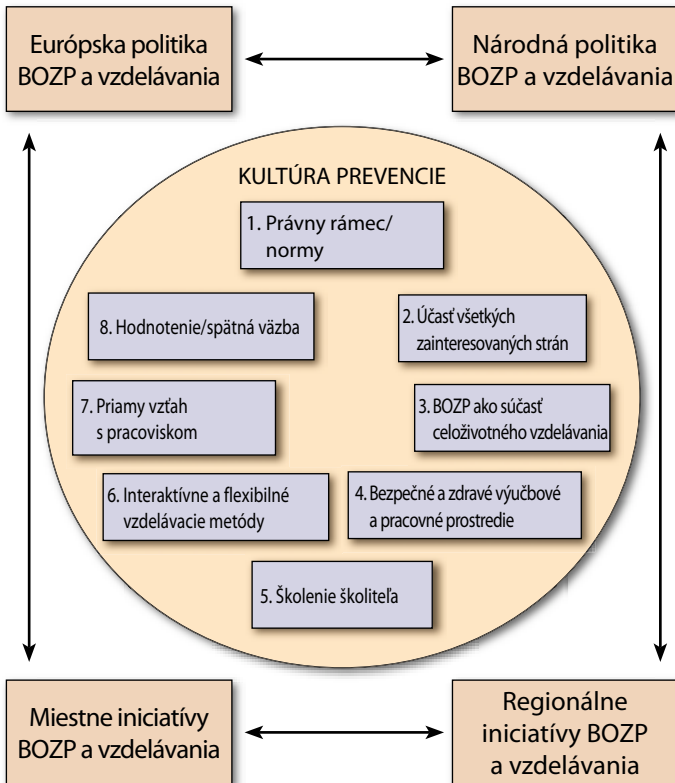 Európska politika
BOZP a vzdelávania
Národná politika
BOZP a vzdelávania
KULTÚRA PREVENCIE
1. Právny rámec/
normy
2. Účasť všetkých
zainteresovaných strán
3. BOZP ako súčasť
celoživotného vzdelávania
4. Bezpečné a zdravé výučbové
a pracovné prostredie
5. Školenie školiteľa
6. Interaktívne a flexibilné
vzdelávacie metódy
7. Priamy vzťah
s pracoviskom
8. Hodnotenie/spätná väzba
Miestne iniciatívy
BOZP a vzdelávania
Regionálne
iniciatívy BOZP
a vzdelávania